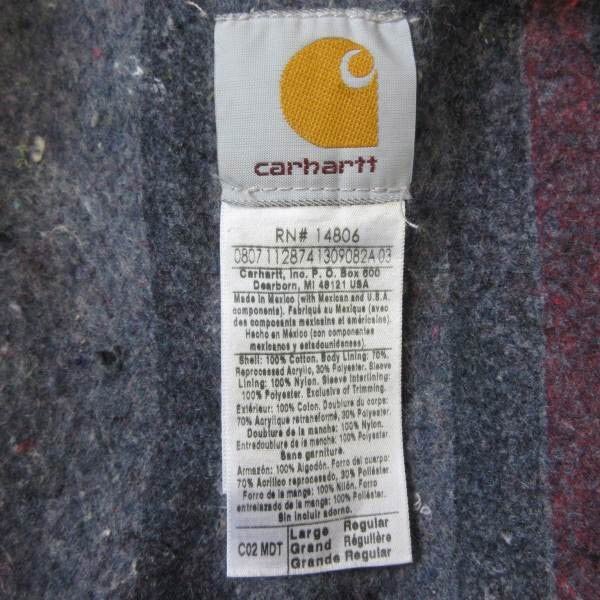 carhartt
RN# 14806
0807 1128741309082A 03
Carhartt, Inc. P. O. Box 600
Dearborn, MI 48121 USA
Made in Mexico (with Mexican and U.S.A.
components). Fabriqué au Mexique (avec
des composants mexicains et américains).
Hecho en México (con componentes
mexicanos y estadounidenses).
Shell: 100% Cotton. Body Lining: 70%
Reprocessed Acrylic, 30% Polyester. Sleeve
Lining: 100% Nylon. Sleeve Interlining:
100% Polyester. Exclusive of Trimming.
Extérieur: 100% Coton. Doublure du corps:
70% Acrylique retransformé, 30% Polyester.
Doublure de la manche: 100% Nylon.
Entredoublure de la manche: 100% Polyester.
Sans garniture.
Armazón: 100% Algodón. Forro del cuerpo:
70% Acrílico reprocesado, 30% Poliéster.
Forro de la manga: 100% Nilón. Forro
entrelazado de la manga: 100% Poliéster.
Sin incluir adorno.
C02 MDT
Large Regular
Grand Régulière
Grande Regular